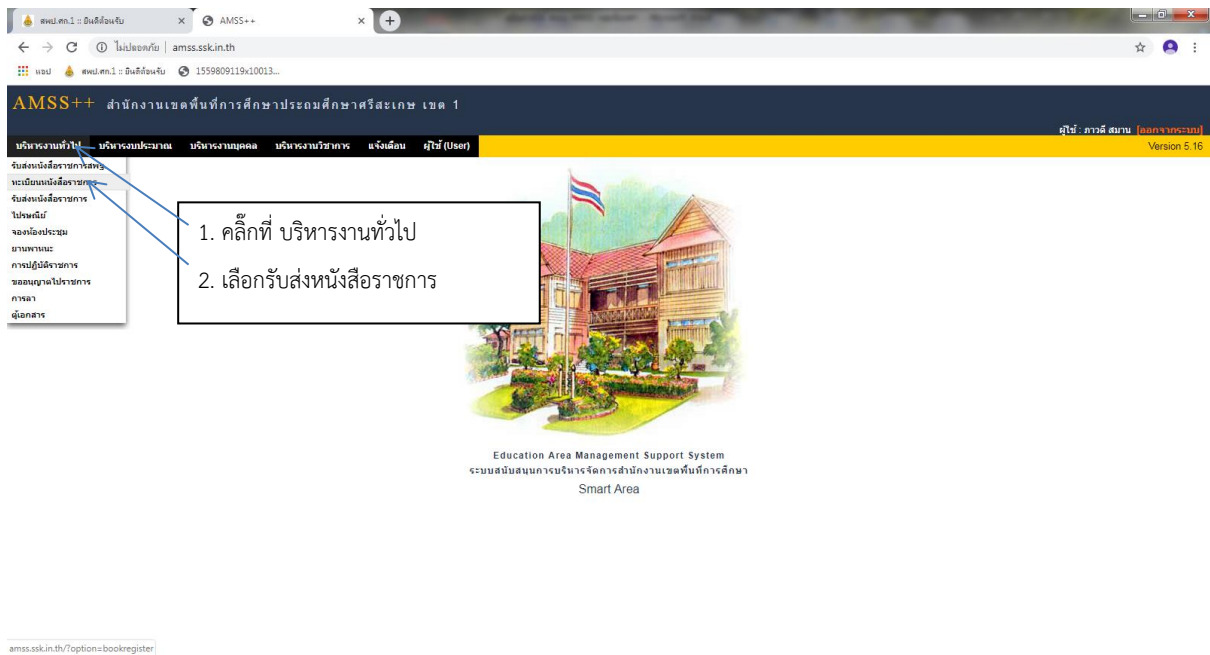 สพป.ศก.1 :: ยินดีต้อนรับ
AMSS++
ไม่ปลอดภัย | amss.ssk.in.th
แอป
สพป.ศก.1 :: ยินดีต้อนรับ
1559809119x10013...
AMSS++ สำนักงานเขตพื้นที่การศึกษาประถมศึกษาศรีสะเกษ เขต 1
ผู้ใช้ : ภาวดี สมาน [ออกจากระบบ]
บริหารงานทั่วไป บริหารงบประมาณ บริหารงานบุคคล บริหารงานวิชาการ แจ้งเตือน ผู้ใช้ (User)
Version 5.16
รับส่งหนังสือราชการสพฐ
ทะเบียนหนังสือราชการ
รับส่งหนังสือราชการ
ไปรษณีย์
จองห้องประชุม
ยานพาหนะ
การปฏิบัติราชการ
ขออนุญาตไปราชการ
การลา
ตู้เอกสาร
1. คลิ๊กที่ บริหารงานทั่วไป
2. เลือกรับส่งหนังสือราชการ
Education Area Management Support System
ระบบสนับสนุนการบริหารจัดการสำนักงานเขตพื้นที่การศึกษา
Smart Area
amss.ssk.in.th/?option=bookregister